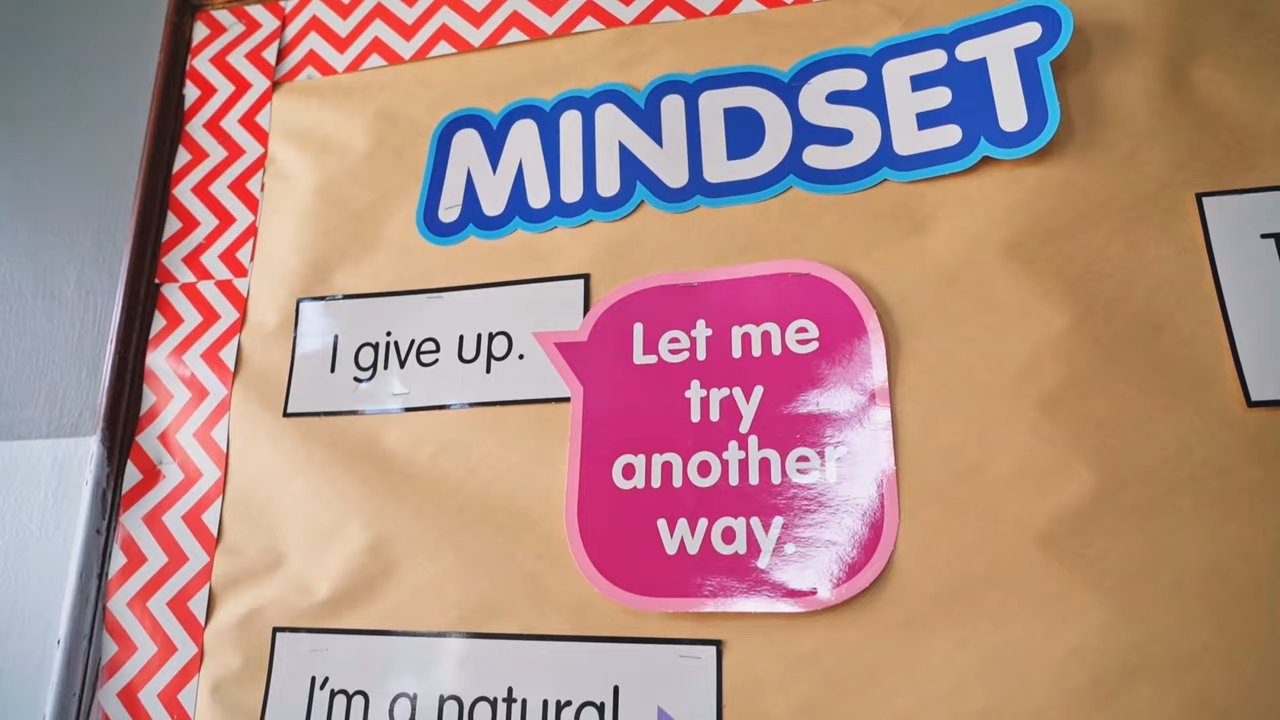 MINDSET
I give up.
Let me
try
another
way.
I'm a natural